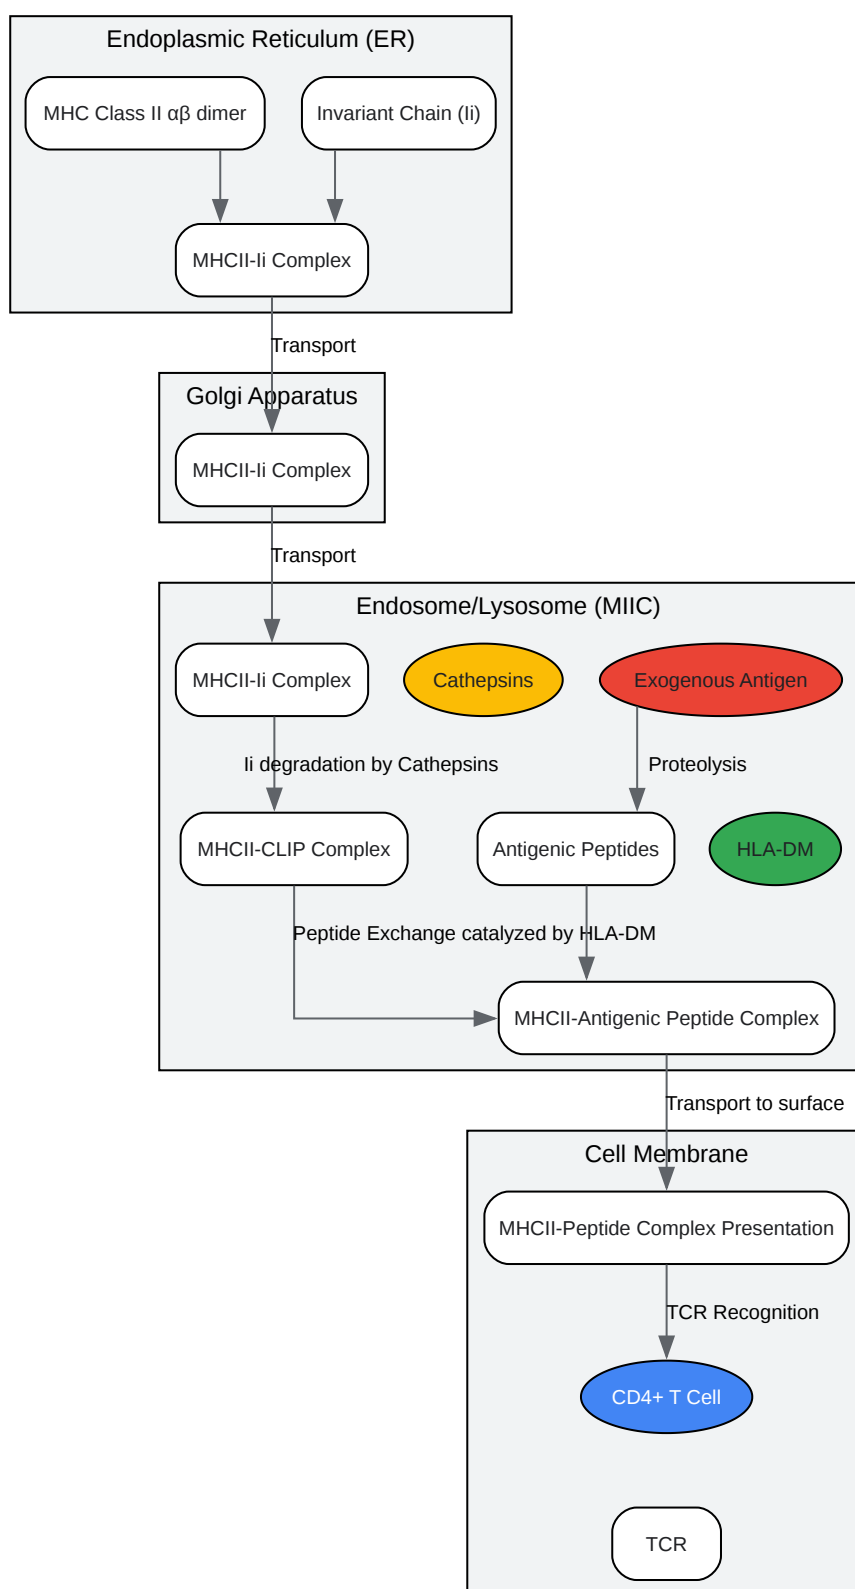 Endoplasmic Reticulum (ER)
MHC Class II αβ dimer
Invariant Chain (Ii)
MHCII-Ii Complex
Transport
Golgi Apparatus
MHCII-Ii Complex
Transport
Endosome/Lysosome (MIIC)
MHCII-Ii Complex
Cathepsins
Exogenous Antigen
Ii degradation by Cathepsins
Proteolysis
MHCII-CLIP Complex
Antigenic Peptides
HLA-DM
Peptide Exchange catalyzed by HLA-DM
MHCII-Antigenic Peptide Complex
Transport to surface
Cell Membrane
MHCII-Peptide Complex Presentation
TCR Recognition
CD4+ T Cell
TCR